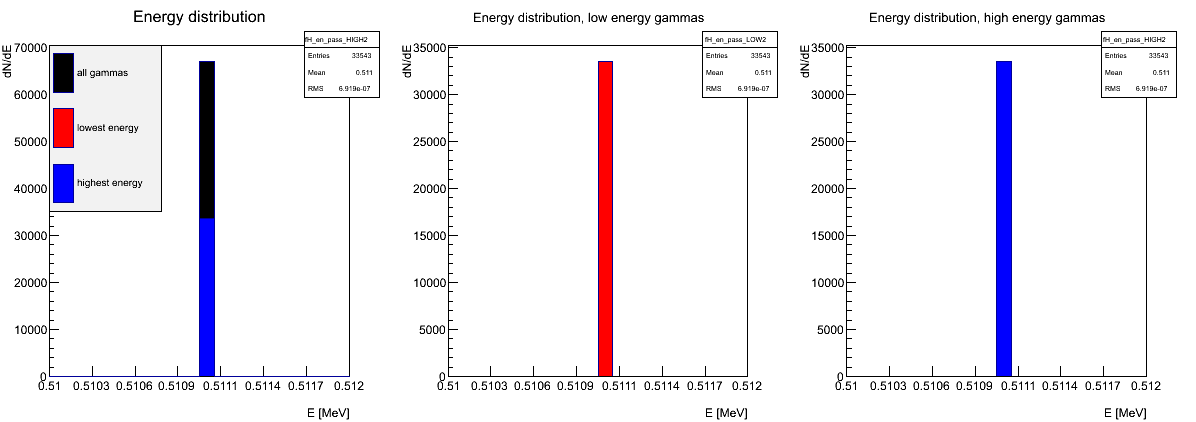 Energy distribution
fH_en_pass_HIGH2
Entries 33543
Mean 0.511
RMS 6.919e-07
dN/dE
70000
60000
50000
40000
30000
20000
10000
0
all gammas
lowest energy
highest energy
0.51 0.5103 0.5106 0.5109 0.5111 0.5114 0.5117 0.512
E [MeV]
Energy distribution, low energy gammas
fH_en_pass_LOW2
Entries 33543
Mean 0.511
RMS 6.919e-07
dN/dE
35000
30000
25000
20000
15000
10000
5000
0
0.51 0.5103 0.5106 0.5109 0.5111 0.5114 0.5117 0.512
E [MeV]
Energy distribution, high energy gammas
fH_en_pass_HIGH2
Entries 33543
Mean 0.511
RMS 6.919e-07
dN/dE
35000
30000
25000
20000
15000
10000
5000
0
0.51 0.5103 0.5106 0.5109 0.5111 0.5114 0.5117 0.512
E [MeV]